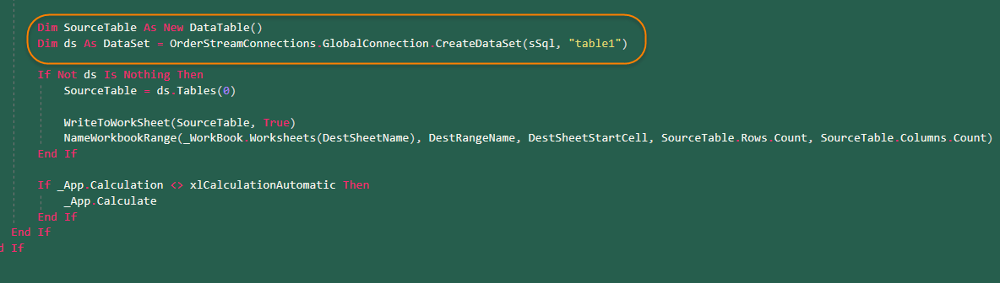 Dim SourceTable As New DataTable()
Dim ds As DataSet = OrderStreamConnections.GlobalConnection.CreateDataSet(sSql, "table1")
If Not ds Is Nothing Then
SourceTable = ds.Tables(0)
WriteToWorkSheet(SourceTable, True)
NameWorkbookRange(_WorkBook.Worksheets(DestSheetName), DestRangeName, DestSheetStartCell, SourceTable.Rows.Count, SourceTable.Columns.Count)
End If
If _App.Calculation <> xlCalculationAutomatic Then
_App.Calculate
End If
End If
d If